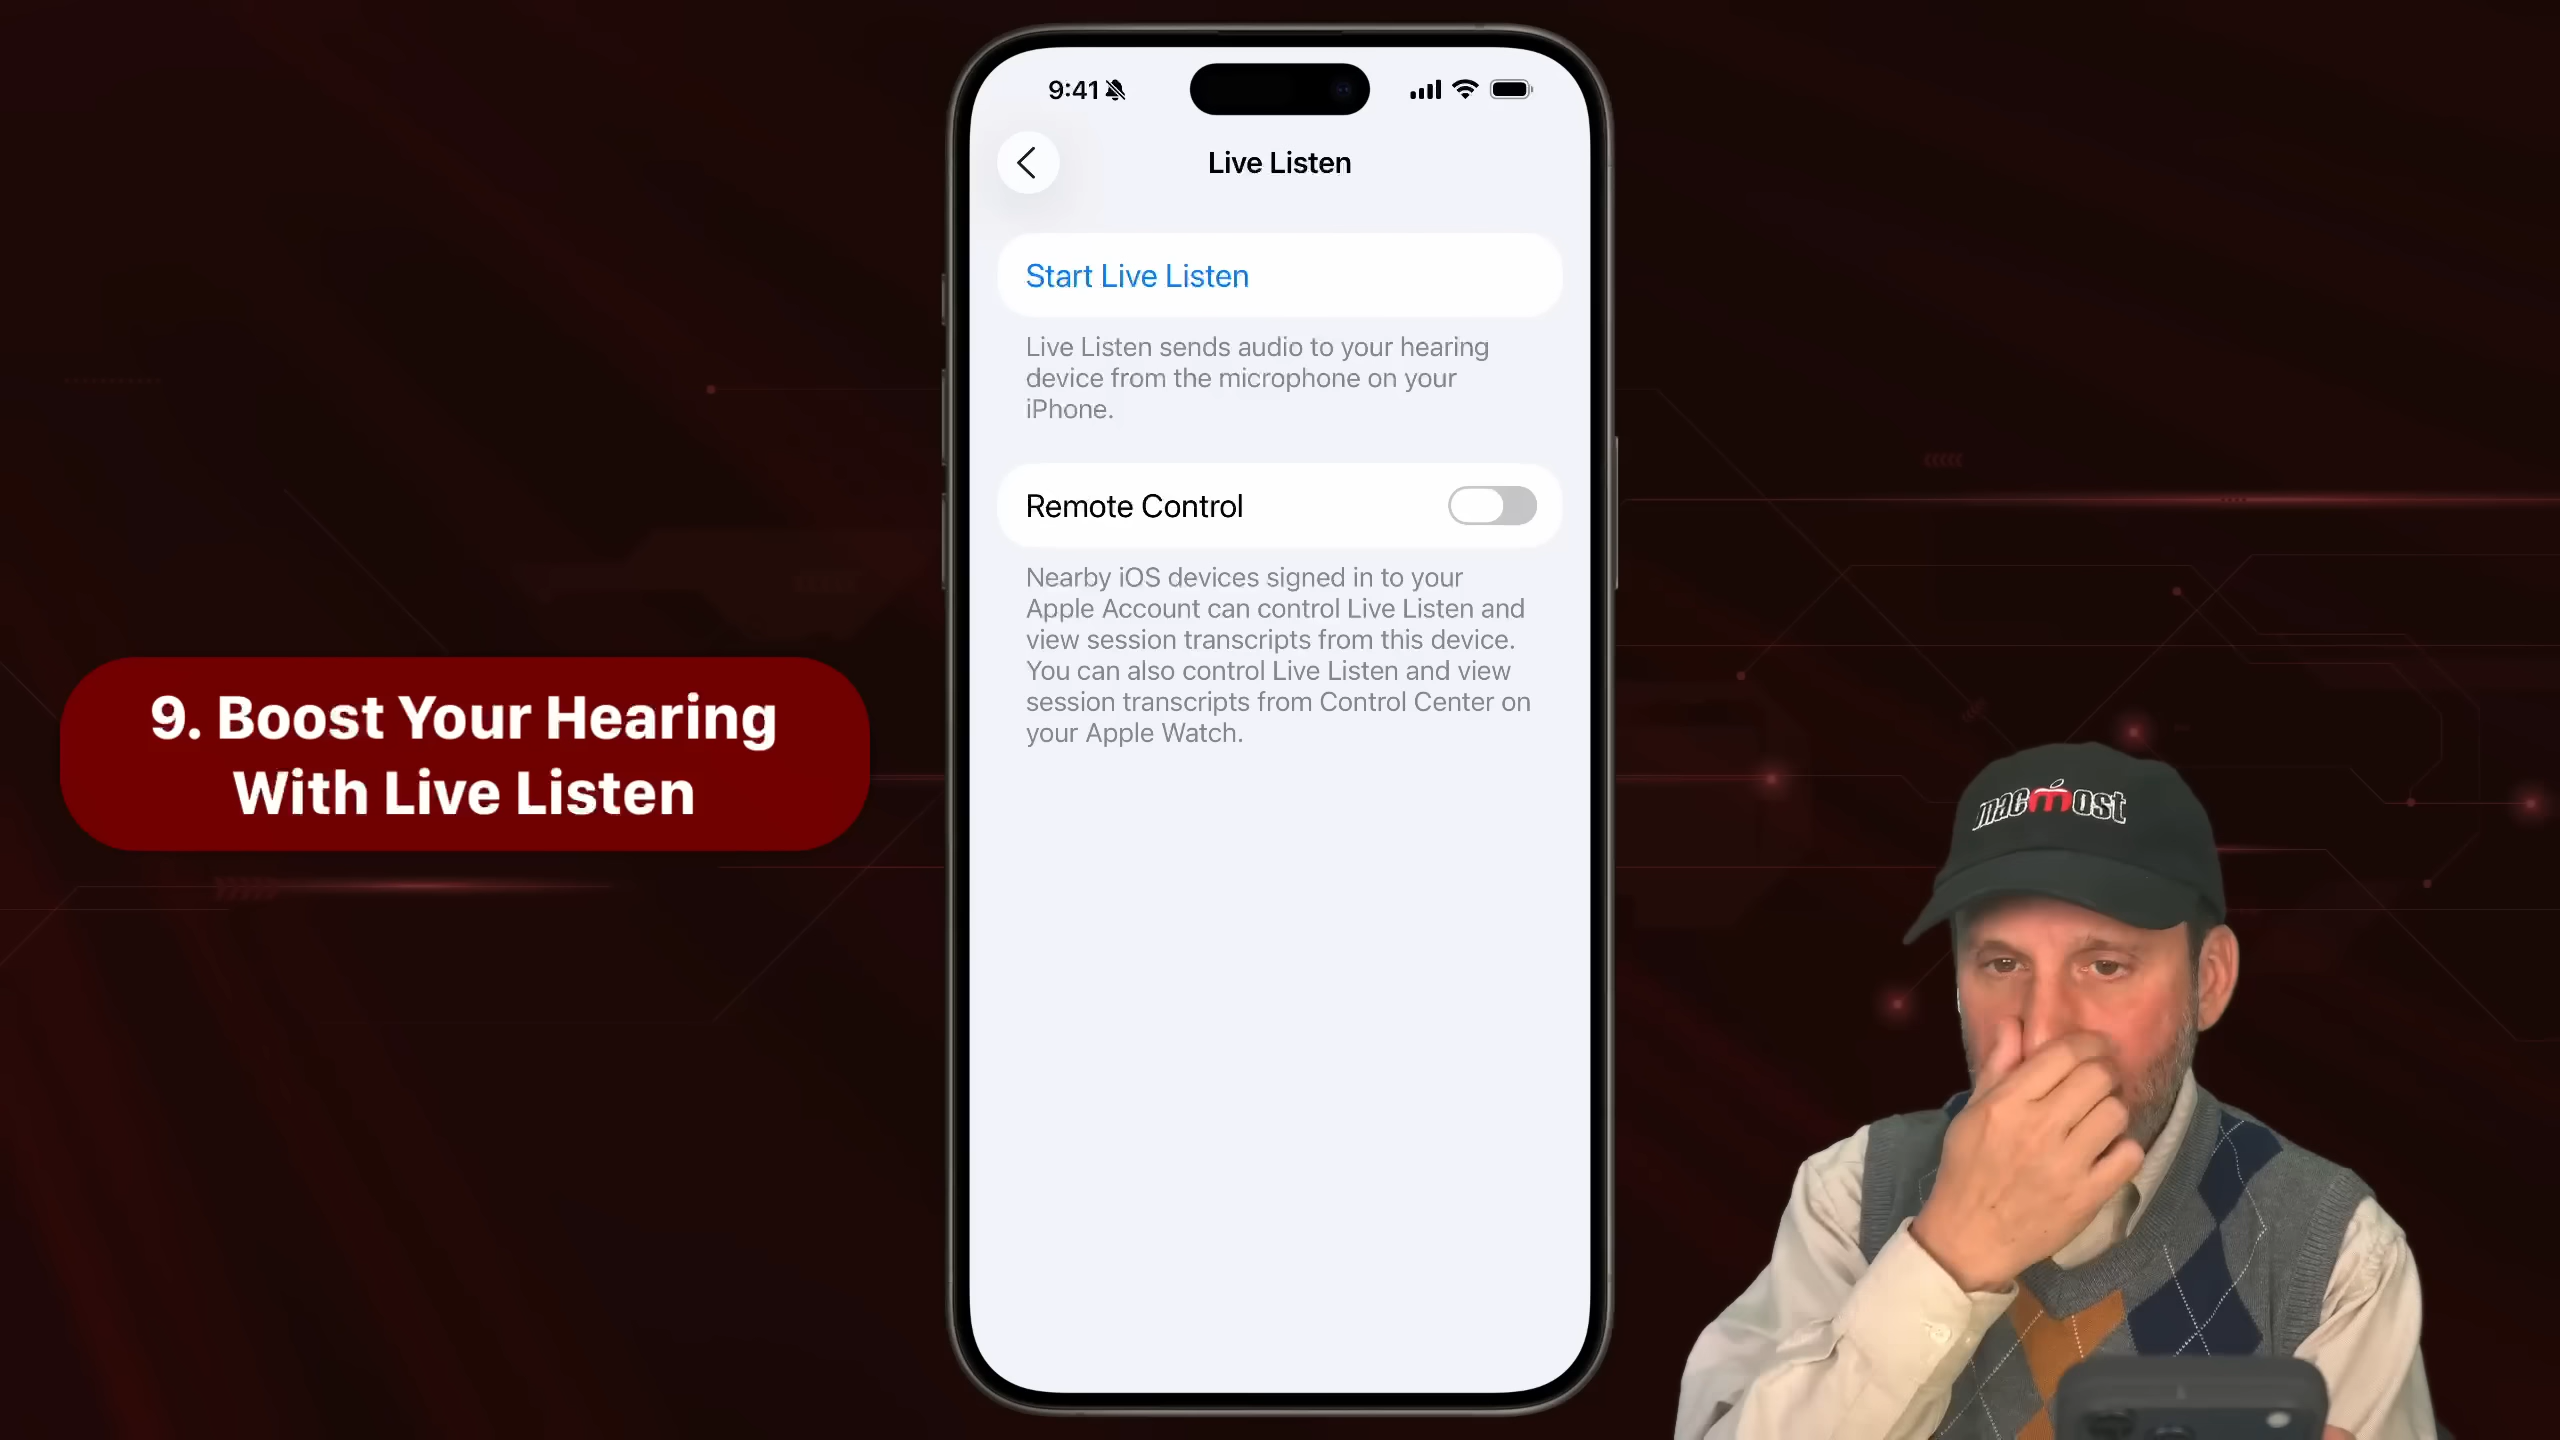 9:41
Live Listen
Start Live Listen
Live Listen sends audio to your hearing
device from the microphone on your
iPhone.
Remote Control
Nearby iOS devices signed in to your
Apple Account can control Live Listen and
view session transcripts from this device.
You can also control Live Listen and view
session transcripts from Control Center on
your Apple Watch.
9. Boost Your Hearing
With Live Listen
macmost